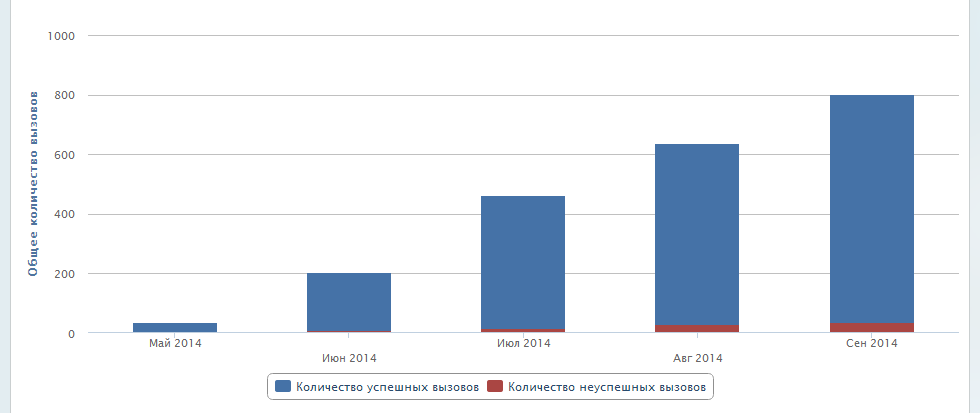 1000
800
600
400
200
0
Общее количество вызовов
Май 2014
Июн 2014
Июл 2014
Авг 2014
Сен 2014
Количество успешных вызовов
Количество неуспешных вызовов